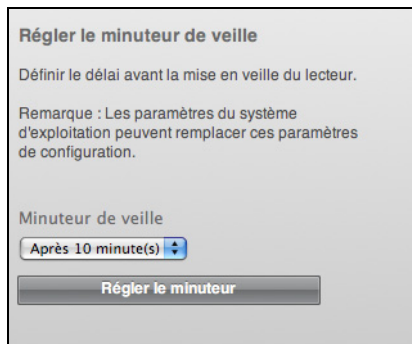 Régler le minuteur de veille
Définir le délai avant la mise en veille du lecteur.
Remarque : Les paramètres du système
d'exploitation peuvent remplacer ces paramètres
de configuration.
Minuteur de veille
Après 10 minute(s)
Régler le minuteur